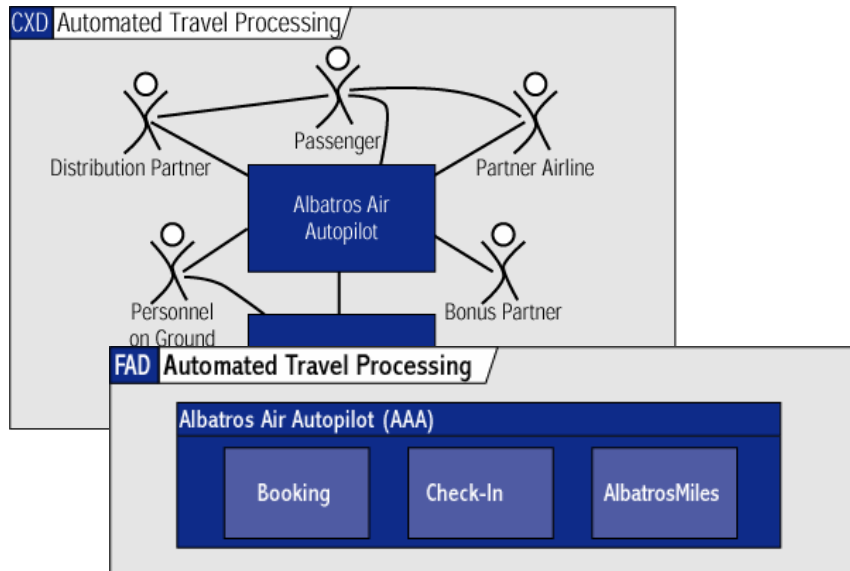 CXD Automated Travel Processing
Passenger
Distribution Partner
Partner Airline
Albatros Air
Autopilot
Personnel
on Ground
Bonus Partner
FAD Automated Travel Processing
Albatros Air Autopilot (AAA)
Booking
Check-In
AlbatrosMiles